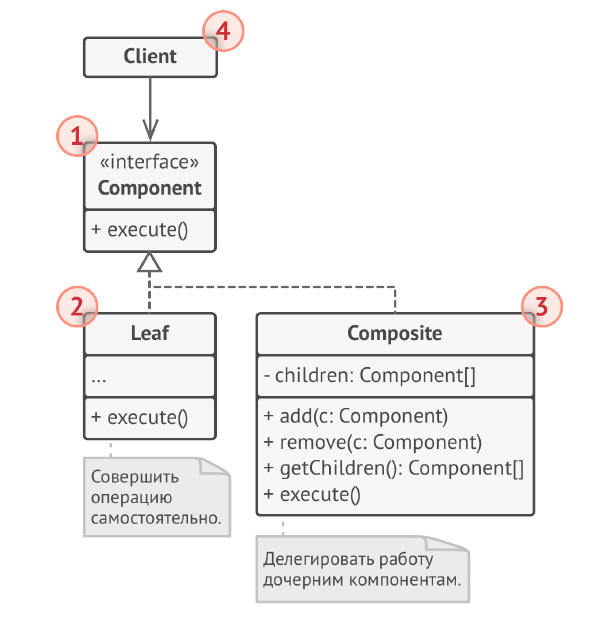 4
Client
1
«interface»
Component
+ execute()
2
Leaf
...
+ execute()
Совершить
операцию
самостоятельно.
3
Composite
- children: Component[]
+ add(c: Component)
+ remove(c: Component)
+ getChildren(): Component[]
+ execute()
Делегировать работу
дочерним компонентам.